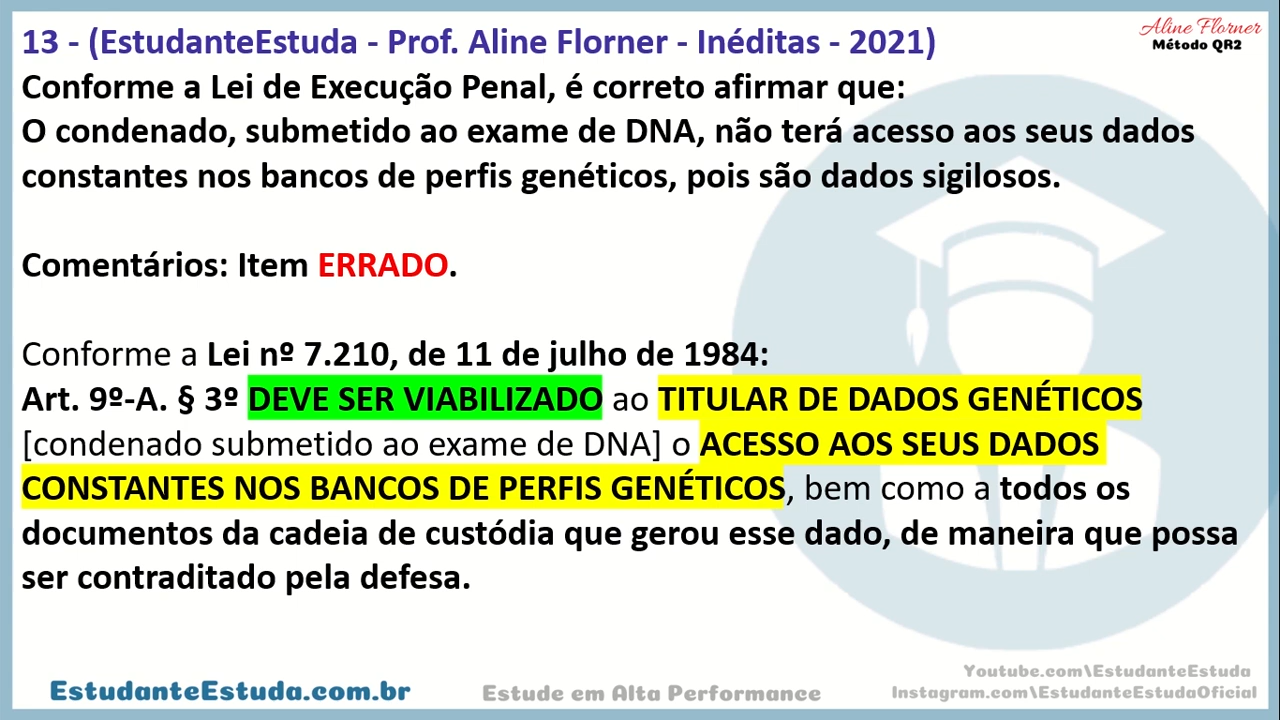 13 - (EstudanteEstuda - Prof. Aline Florner - Inéditas - 2021)
Aline Florner
Método QR2
Conforme a Lei de Execução Penal, é correto afirmar que:
O condenado, submetido ao exame de DNA, não terá acesso aos seus dados
constantes nos bancos de perfis genéticos, pois são dados sigilosos.
Comentários: Item ERRADO.
Conforme a Lei nº 7.210, de 11 de julho de 1984:
Art. 9º-A. § 3º DEVE SER VIABILIZADO ao TITULAR DE DADOS GENÉTICOS
[condenado submetido ao exame de DNA] o ACESSO AOS SEUS DADOS
CONSTANTES NOS BANCOS DE PERFIS GENÉTICOS, bem como a todos os
documentos da cadeia de custódia que gerou esse dado, de maneira que possa
ser contraditado pela defesa.
EstudanteEstuda.com.br
Estude em Alta Performance
Youtube.com\EstudanteEstuda
Instagram.com\EstudanteEstudaOficial